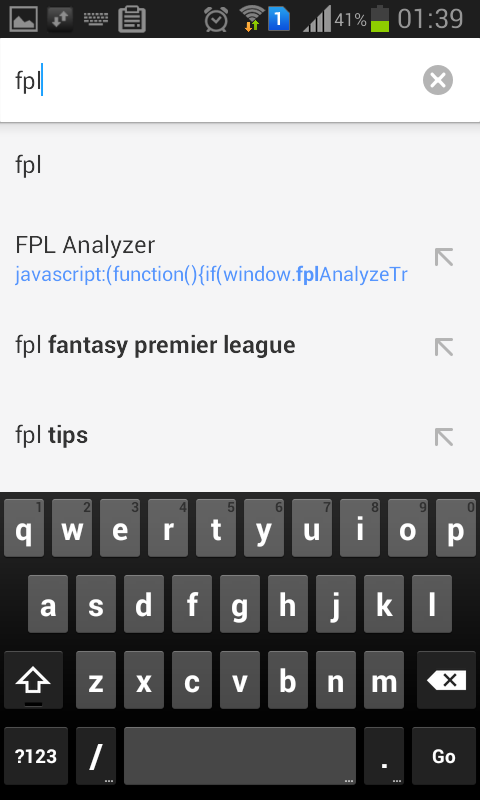 1 41% 01:39
fpl
fpl
FPL Analyzer
javascript:(function(){if(window.fplAnalyzeTr
fpl fantasy premier league
fpl tips
1 2 3 4 5 6 7 8 9 0
q w e r t y u i o p
a s d f g h j k l
z x c v b n m
?123 / ... ... . ... Go